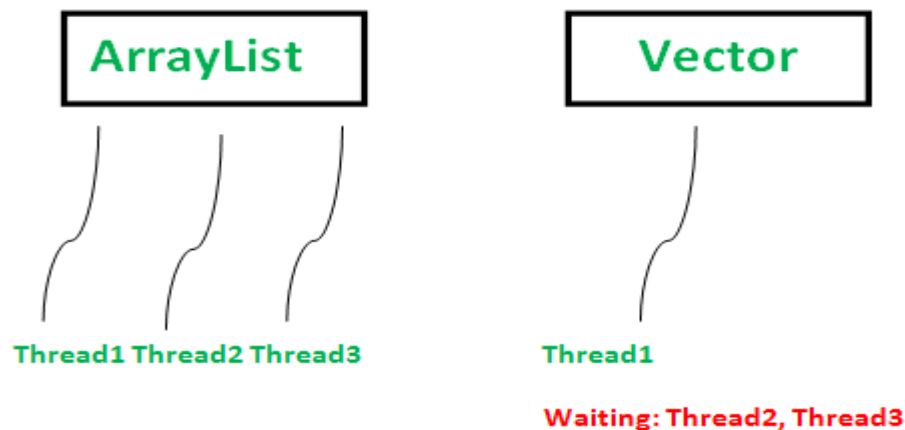 ArrayList
Vector
Thread1 Thread2 Thread3
Thread1
Waiting: Thread2, Thread3